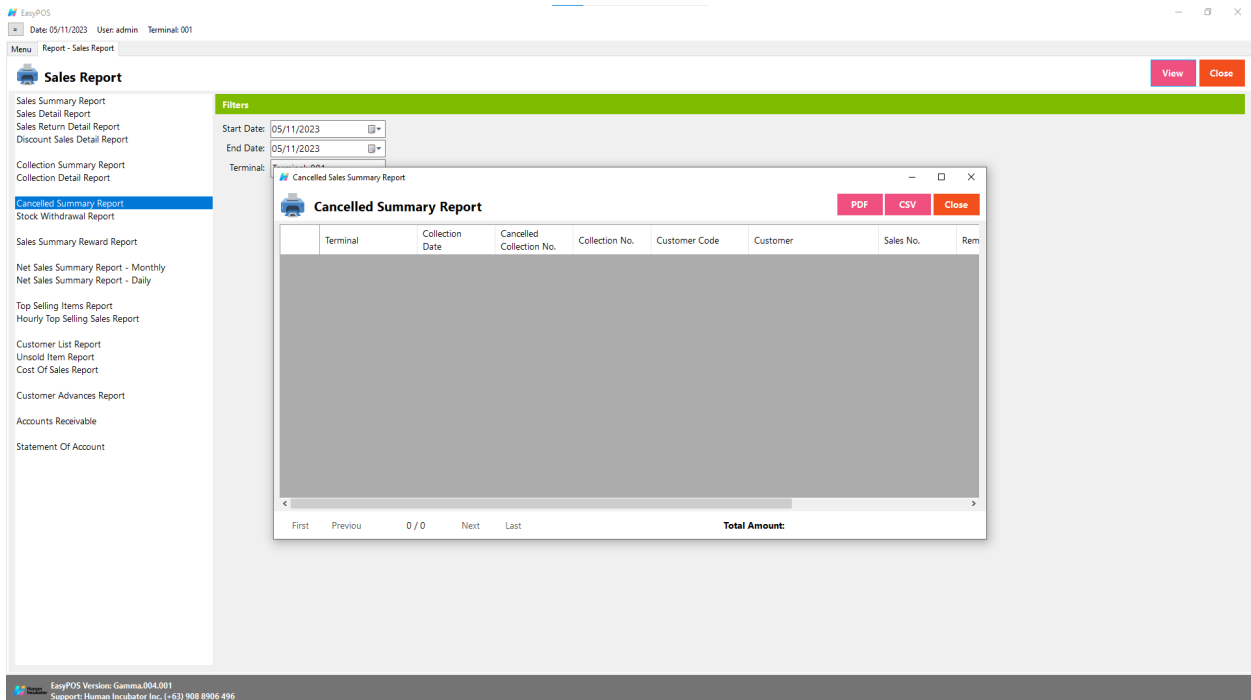 EasyPOS
Date: 05/11/2023 User: admin Terminal: 001
Menu Report - Sales Report
Sales Report
View Close
Sales Summary Report
Sales Detail Report
Sales Return Detail Report
Discount Sales Detail Report
Collection Summary Report
Collection Detail Report
Cancelled Summary Report
Stock Withdrawal Report
Sales Summary Reward Report
Net Sales Summary Report - Monthly
Net Sales Summary Report - Daily
Top Selling Items Report
Hourly Top Selling Sales Report
Customer List Report
Unsold Item Report
Cost Of Sales Report
Customer Advances Report
Accounts Receivable
Statement Of Account
Filters
Start Date: 05/11/2023
End Date: 05/11/2023
Terminal: Terminal: 001
Cancelled Sales Summary Report
Cancelled Summary Report
PDF CSV Close
Terminal Collection Date Cancelled Collection No. Collection No. Customer Code Customer Sales No. Rem
First Previou 0 / 0 Next Last Total Amount:
Human Incubator
EasyPOS Version: Gamma.004.001
Support: Human Incubator Inc. (+63) 908 8906 496